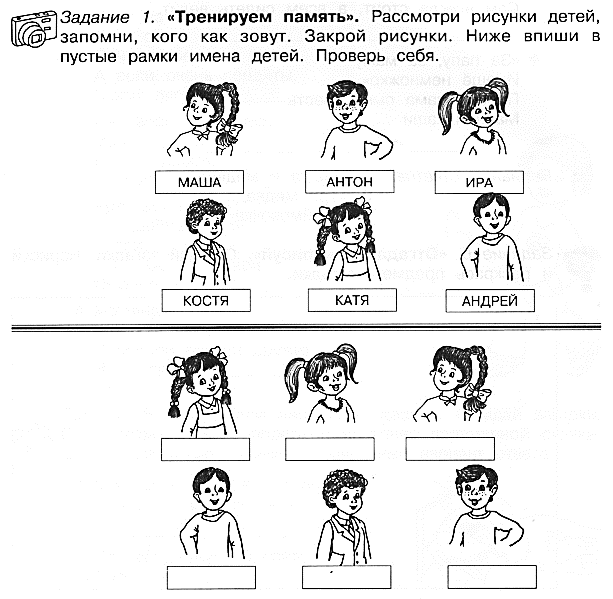 Задание 1. «Тренируем память». Рассмотри рисунки детей,
запомни, кого как зовут. Закрой рисунки. Ниже впиши в
пустые рамки имена детей. Проверь себя.
МАША АНТОН ИРА
КОСТЯ КАТЯ АНДРЕЙ